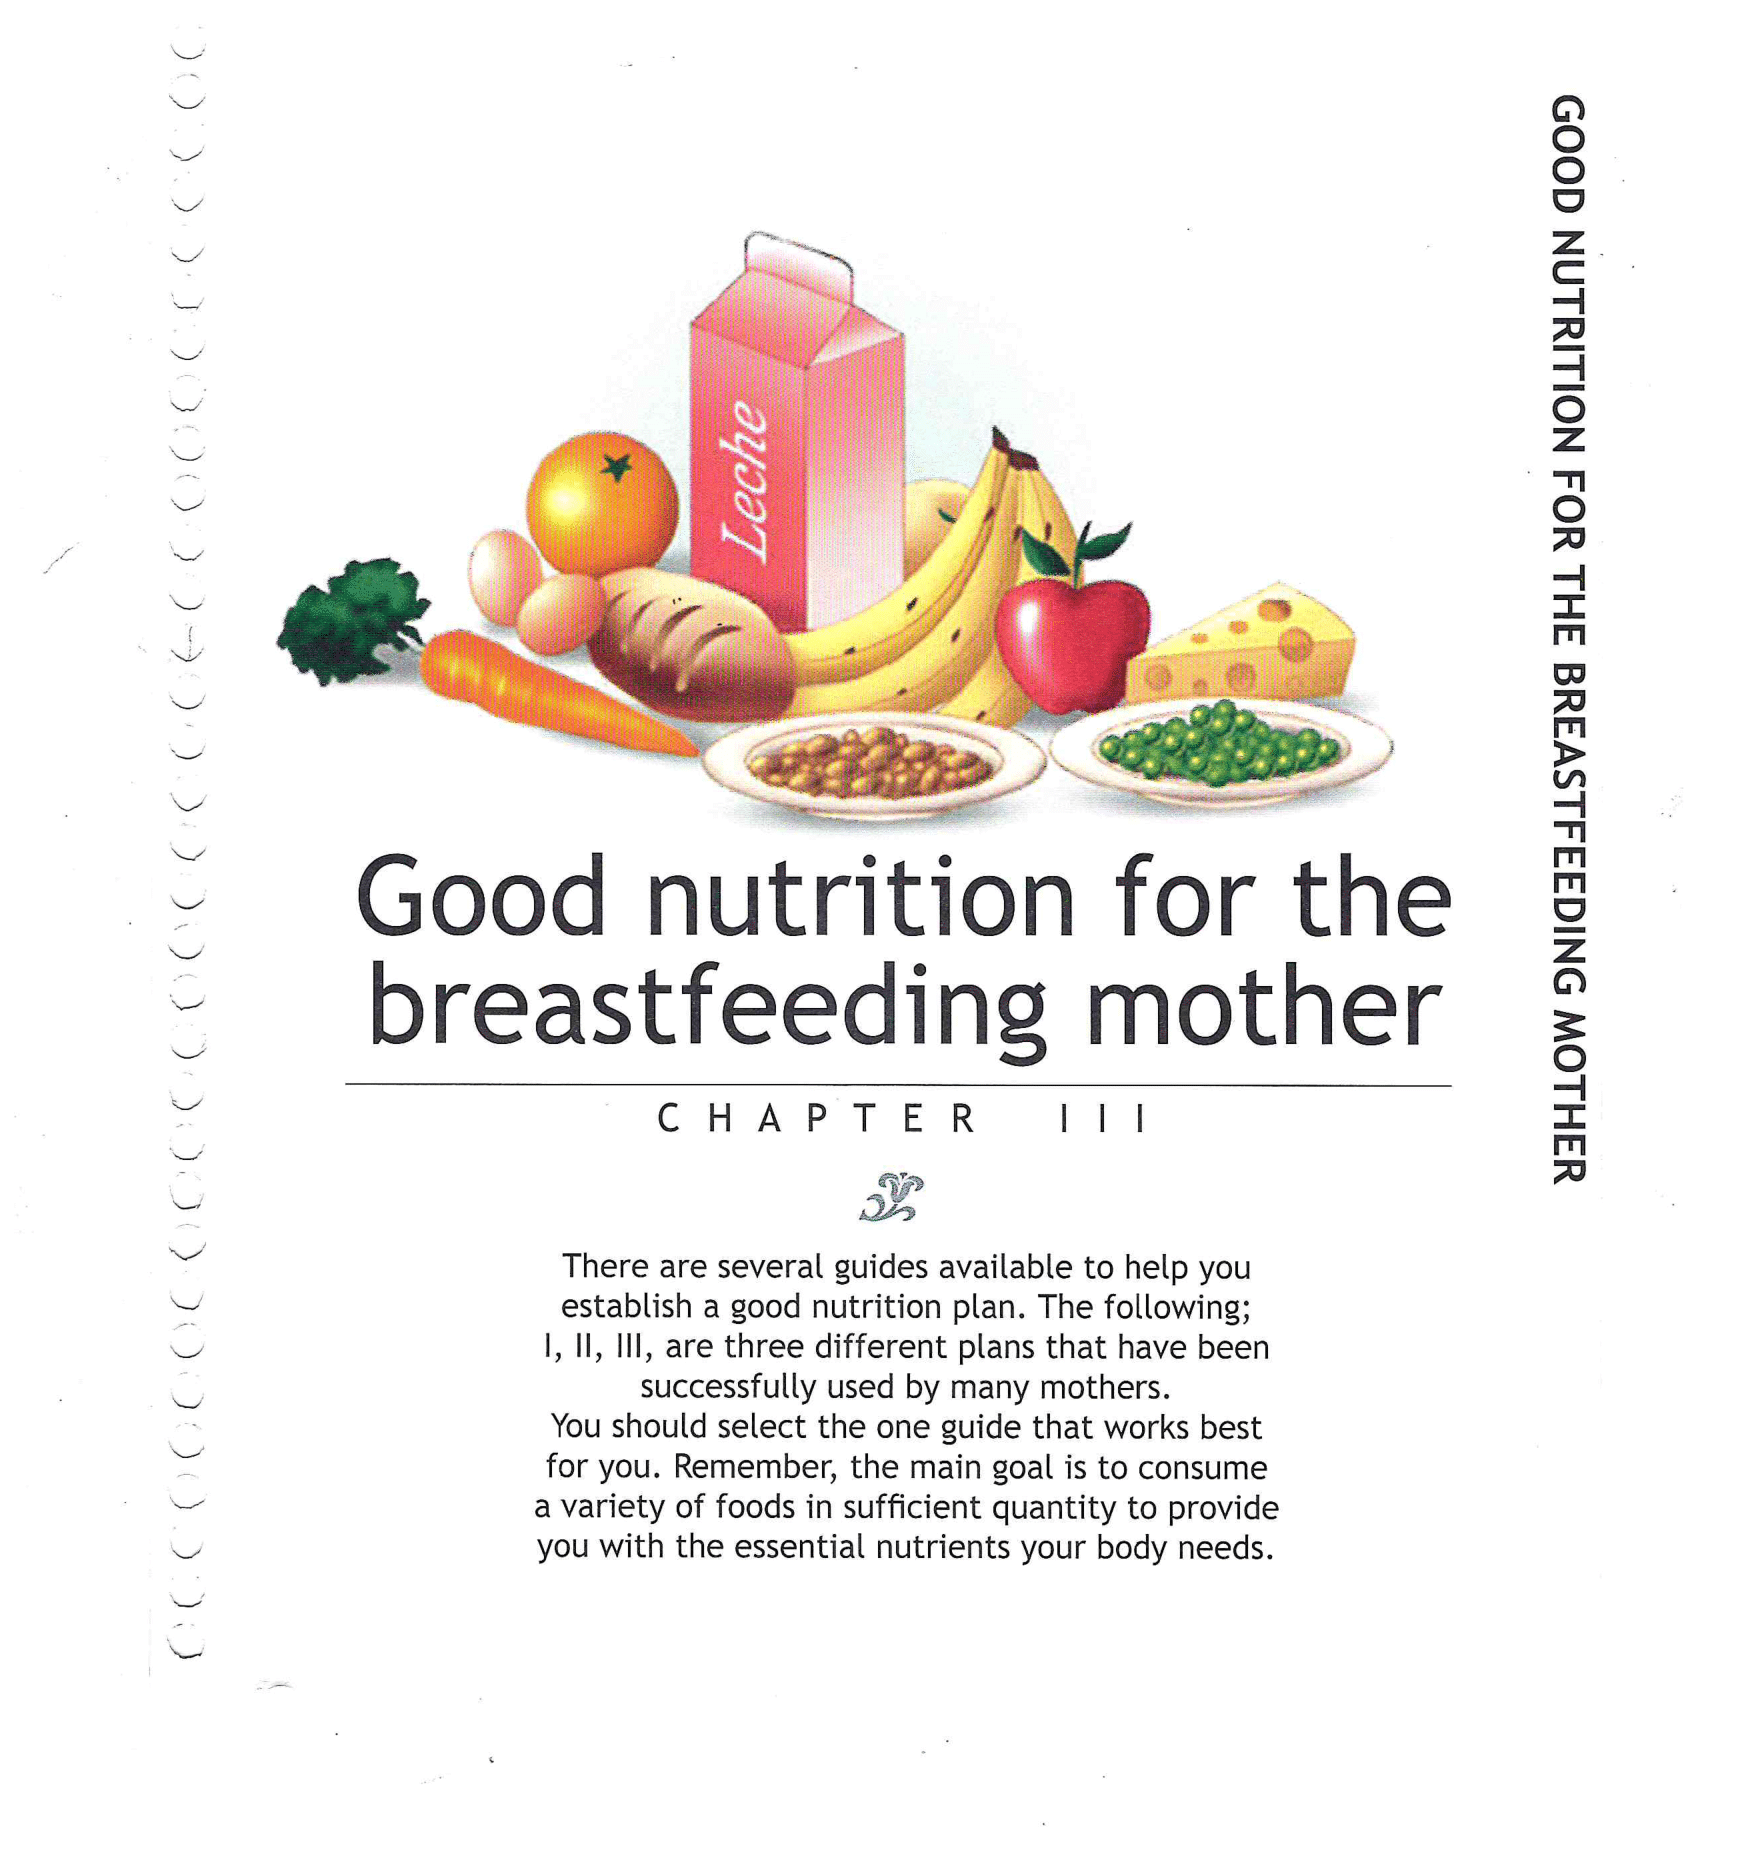 Leche
Good nutrition for the
breastfeeding mother
CHAPTER III
There are several guides available to help you
establish a good nutrition plan. The following;
I, II, III, are three different plans that have been
successfully used by many mothers.
You should select the one guide that works best
for you. Remember, the main goal is to consume
a variety of foods in sufficient quantity to provide
you with the essential nutrients your body needs.
GOOD NUTRITION FOR THE BREASTFEEDING MOTHER